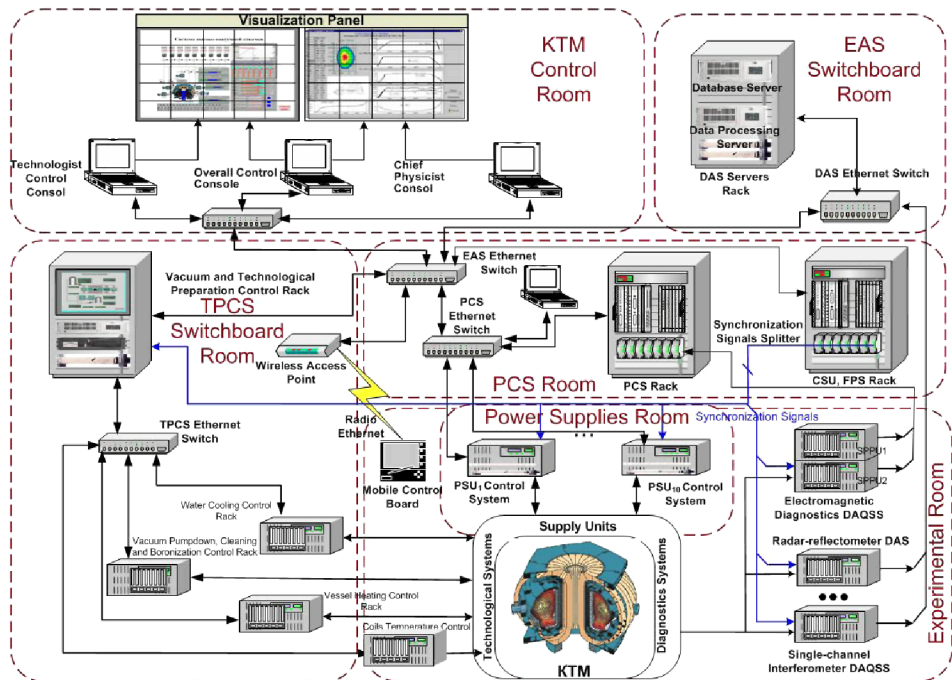 Visualization Panel
KTM
Control
Room
EAS
Switchboard
Room
Database Server
Data Processing
Server
DAS Servers
Rack
DAS Ethernet Switch
Technologist
Control
Consol
Overall Control
Console
Chief
Physicist
Consol
Vacuum and Technological
Preparation Control Rack
TPCS
Switchboard
Room
EAS Ethernet
Switch
PCS
Ethernet
Switch
Wireless Access
Point
PCS Room
PCS Rack
Synchronization
Signals Splitter
CSU, FPS Rack
TPCS Ethernet
Switch
Radio
Ethernet
Mobile Control
Board
Power Supplies Room
Synchronization Signals
PSU1 Control
System
PSU10 Control
System
SPPU1
SPPU2
Electromagnetic
Diagnostics DAQSS
Water Cooling Control
Rack
Vacuum Pumpdown, Cleaning
and Boronization Control Rack
Vessel Heating Control
Rack
Coils Temperature Control
Supply Units
Technological Systems
Diagnostics Systems
KTM
Radar-reflectometer DAS
Single-channel
Interferometer DAQSS
Experimental Room